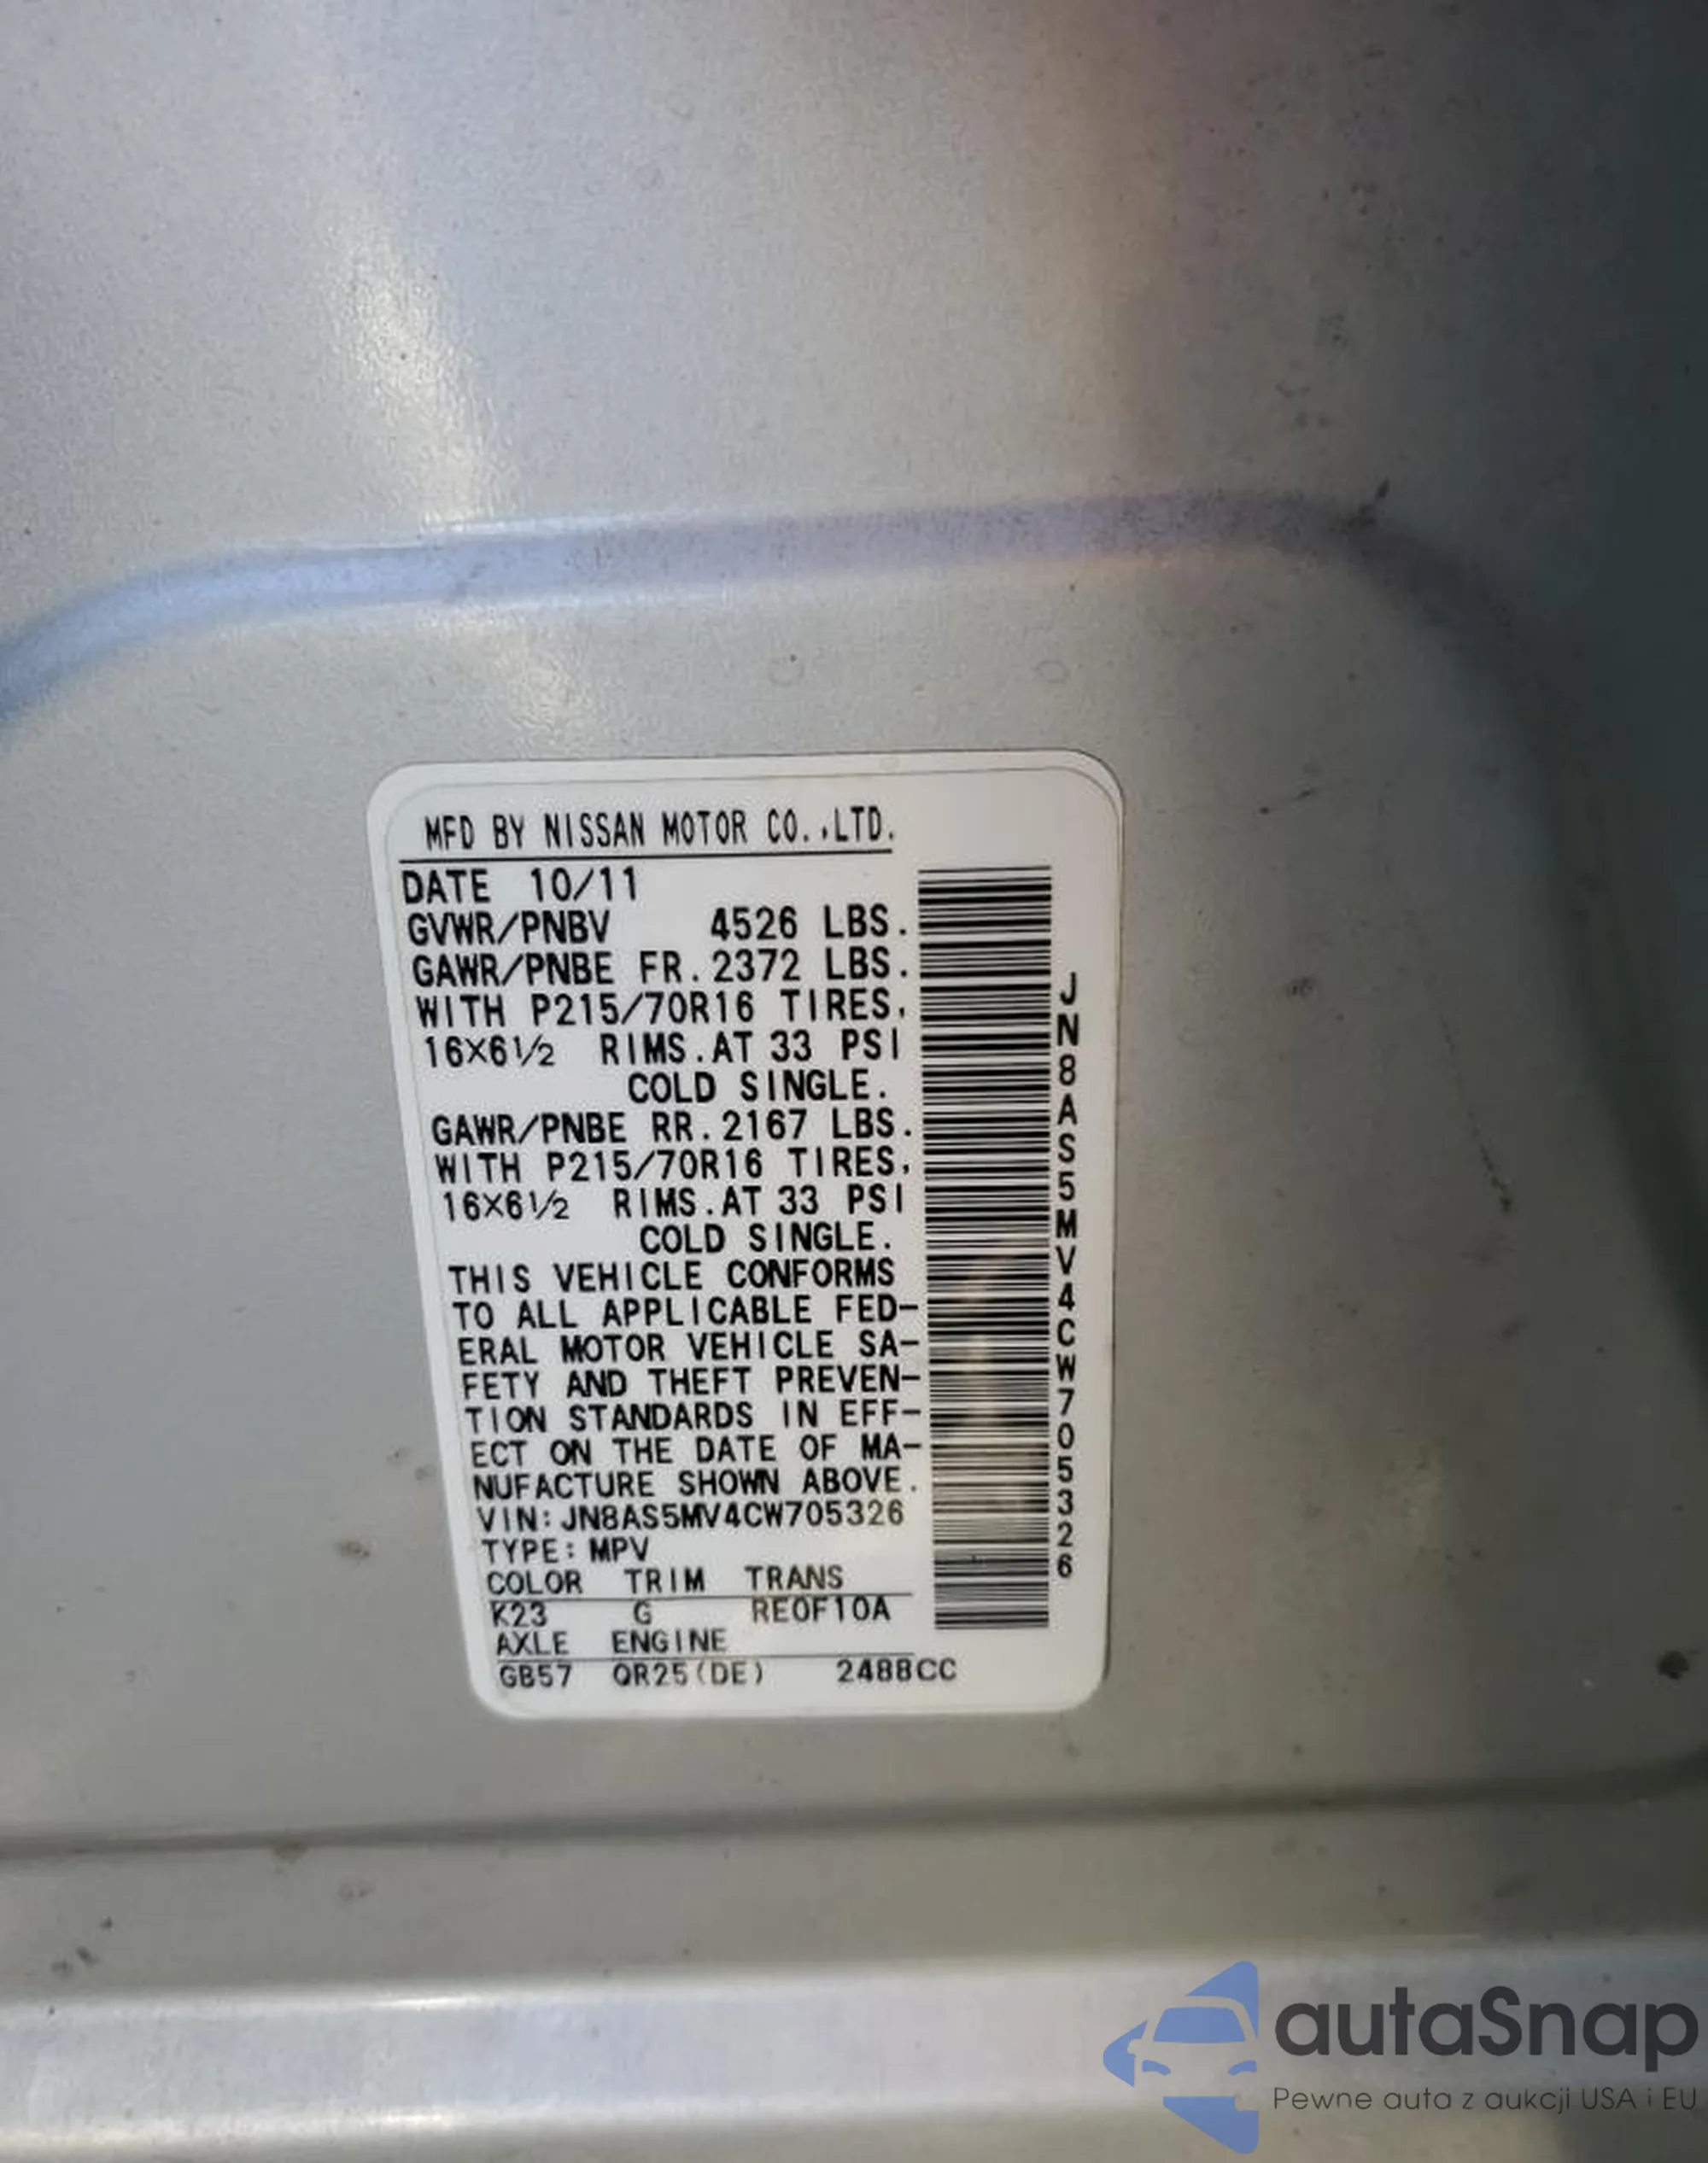 MFD BY NISSAN MOTOR CO.,LTD.
DATE 10/11
GVWR/PNBV 4526 LBS.
GAWR/PNBE FR.2372 LBS.
WITH P215/70R16 TIRES,
16X6½ RIMS.AT 33 PSI
COLD SINGLE.
GAWR/PNBE RR.2167 LBS.
WITH P215/70R16 TIRES,
16X6½ RIMS.AT 33 PSI
COLD SINGLE.
THIS VEHICLE CONFORMS
TO ALL APPLICABLE FED-
ERAL MOTOR VEHICLE SA-
FETY AND THEFT PREVEN-
TION STANDARDS IN EFF-
ECT ON THE DATE OF MA-
NUFACTURE SHOWN ABOVE.
VIN:JN8AS5MV4CW705326
TYPE:MPV
COLOR TRIM TRANS
K23 G RE0F10A
AXLE ENGINE
GB57 QR25(DE) 2488CC
JN8AS5MV4CW705326
autaSnap
Pewne auta z aukcji USA i EU